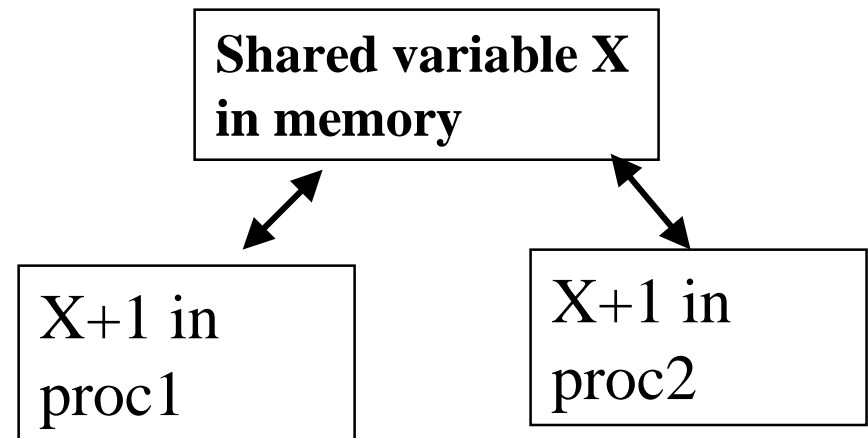 Shared variable X
in memory
X+1 in
proc1
X+1 in
proc2